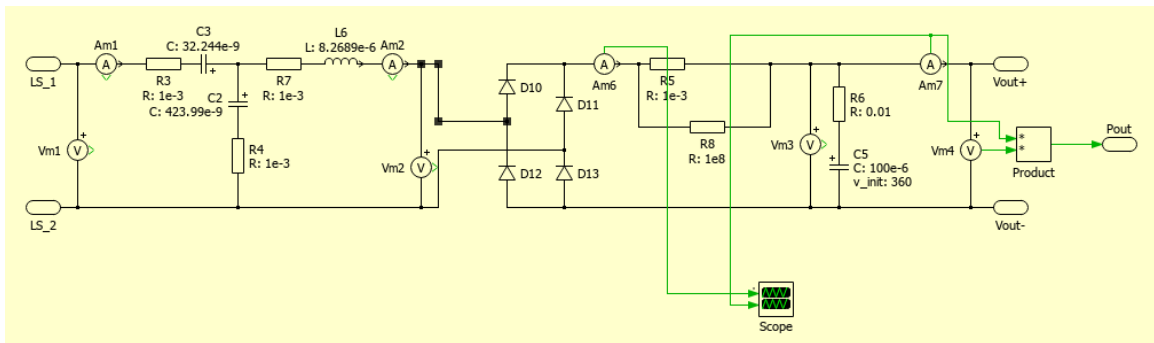 LS_1
Am1
R3
R: 1e-3
C3
C: 32.244e-9
C2
C: 423.99e-9
R4
R: 1e-3
R7
R: 1e-3
L6
L: 8.2689e-6
Am2
Vm1
V
Vm2
V
LS_2
D10
D11
D12
D13
Am6
A
R5
R: 1e-3
R8
R: 1e8
Vm3
V
R6
R: 0.01
C5
C: 100e-6
v_init: 360
Am7
A
Vm4
V
Vout+
Vout-
Product
Pout
Scope
A
A